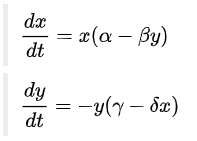 dx/dt = x(α − βy)
dy/dt = −y(γ − δx)